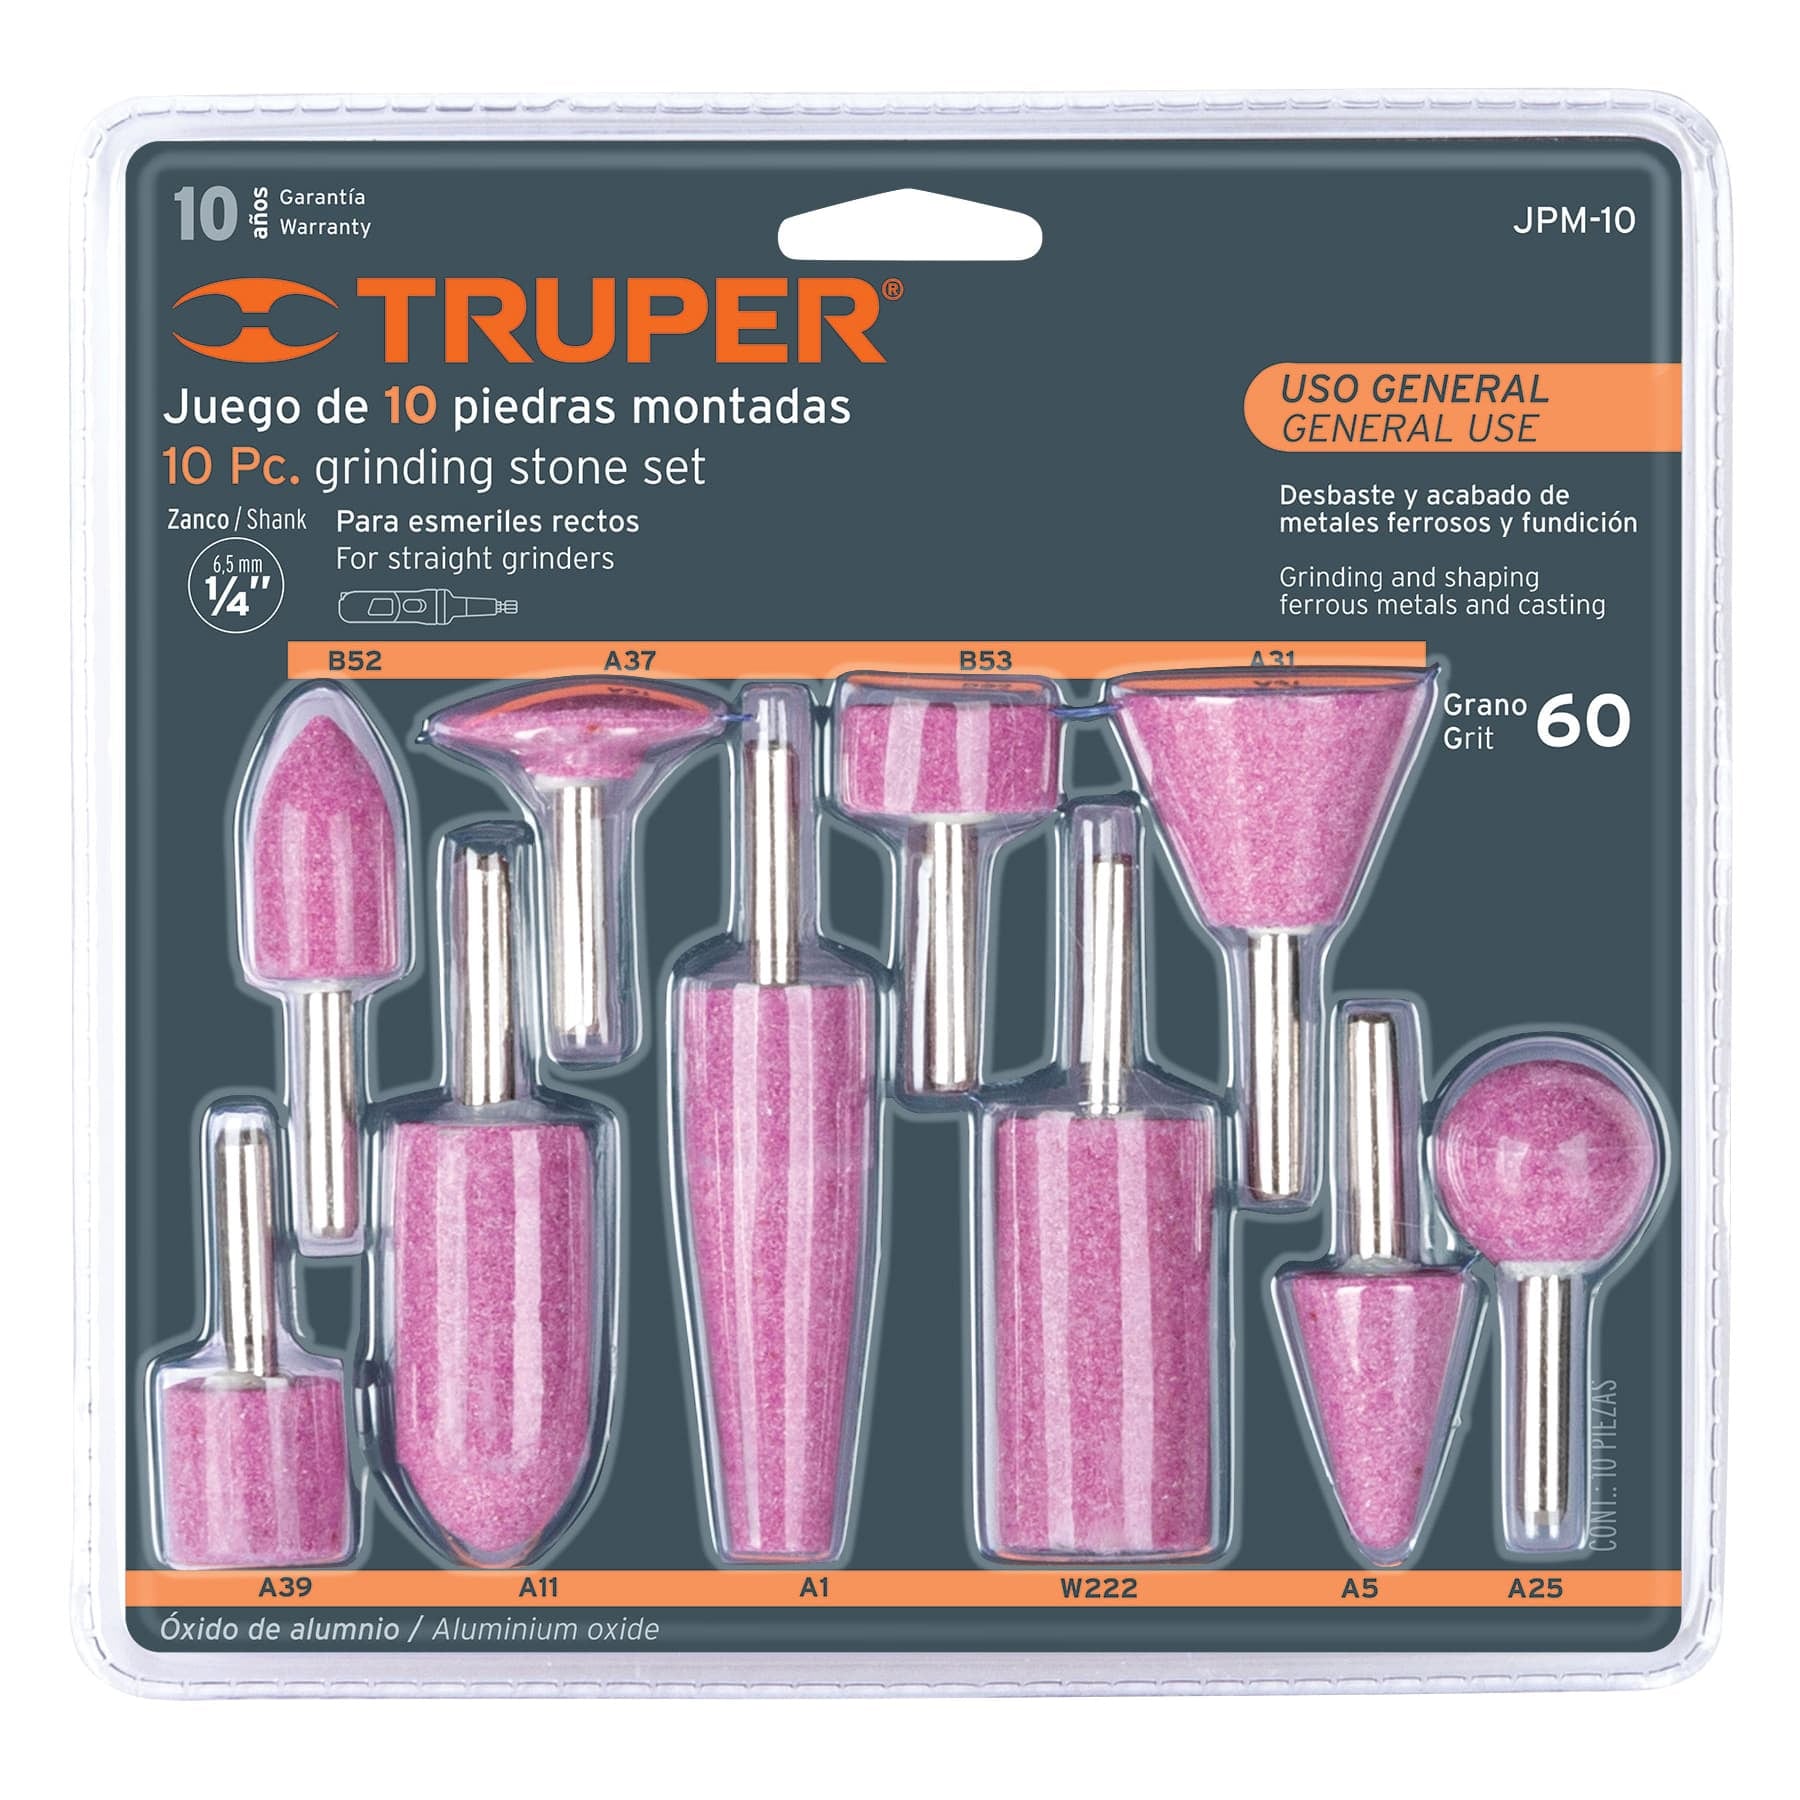 10 años Garantía
Warranty
JPM-10
TRUPER®
Juego de 10 piedras montadas
10 Pc. grinding stone set
USO GENERAL
GENERAL USE
Zanco / Shank
6,5 mm
1/4"
Para esmeriles rectos
For straight grinders
Desbaste y acabado de
metales ferrosos y fundición
Grinding and shaping
ferrous metals and casting
B52 A37 B53 A31
Grano
Grit 60
CONT.: 10 PIEZAS
A39 A11 A1 W222 A5 A25
Óxido de alumnio / Aluminium oxide